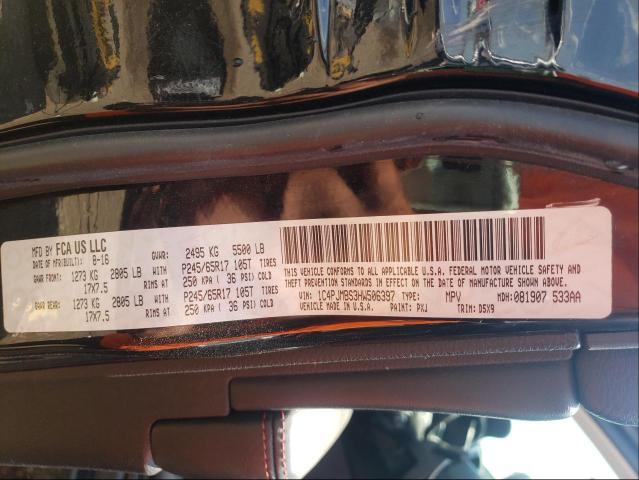 MFD BY FCA US LLC
DATE OF MFR(BUILT): 8-16 GVWR: 2495 KG 5500 LB
GAWR FRONT: 1273 KG 2805 LB WITH P245/65R17 105T TIRES
17X7.5 RIMS AT 250 KPA ( 36 PSI) COLD
GAWR REAR: 1273 KG 2805 LB WITH P245/65R17 105T TIRES
17X7.5 RIMS AT 250 KPA ( 36 PSI) COLD
THIS VEHICLE CONFORMS TO ALL APPLICABLE U.S.A. FEDERAL MOTOR VEHICLE SAFETY AND
THEFT PREVENTION STANDARDS IN EFFECT ON THE DATE OF MANUFACTURE SHOWN ABOVE.
VIN: 1C4PJMBS3HW506397 TYPE: MPV MDH: 081907 533AA
VEHICLE MADE IN U.S.A. PAINT: PXJ TRIM: D5X9